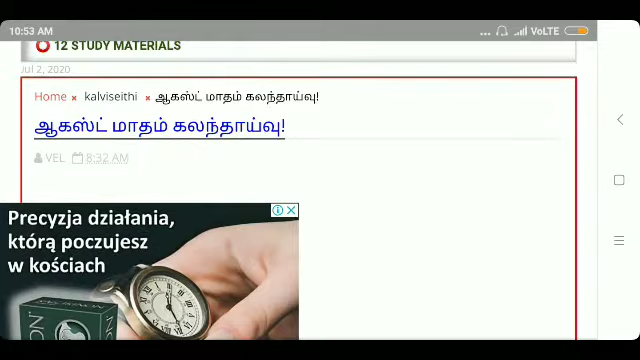 10:53 AM
... VoLTE
12 STUDY MATERIALS
Jul 2, 2020
Home × kalviseithi × ஆகஸ்ட் மாதம் கலந்தாய்வு!
ஆகஸ்ட் மாதம் கலந்தாய்வு!
VEL 8:32 AM
Precyzja działania,
którą poczujesz
w kościach